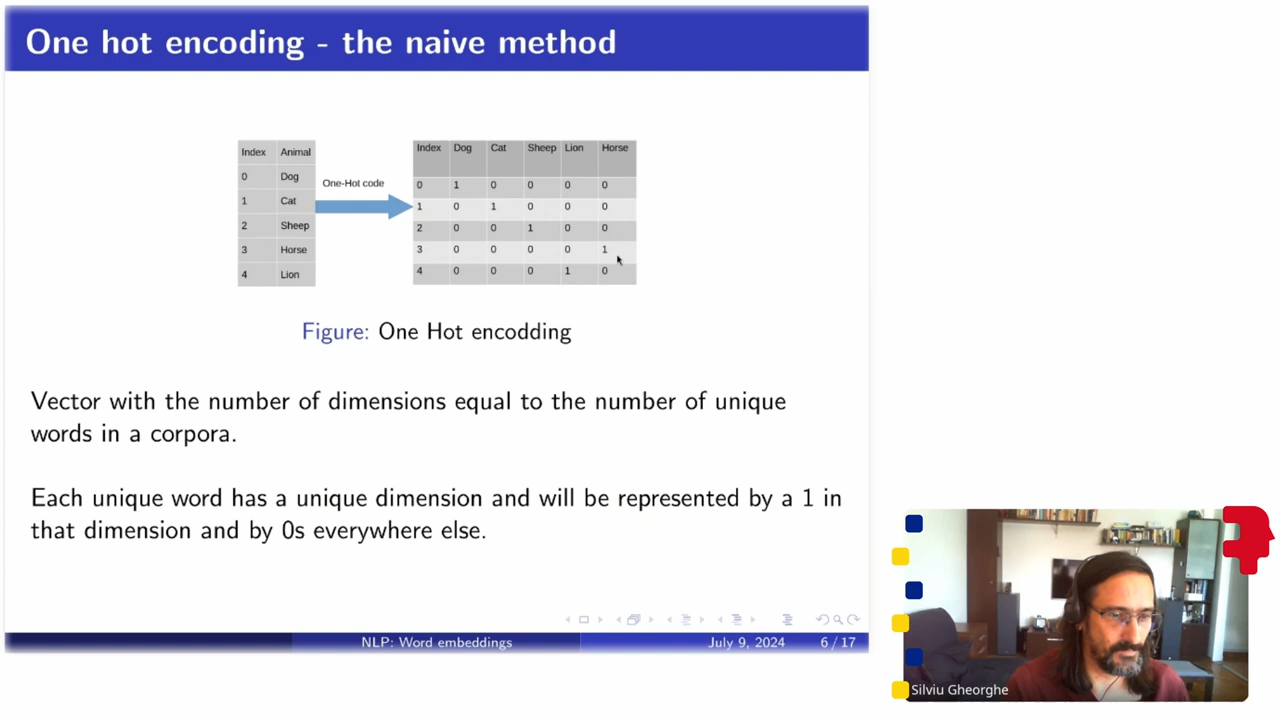 One hot encoding - the naive method
Index Animal
0 Dog
1 Cat
2 Sheep
3 Horse
4 Lion
One-Hot code
Index Dog Cat Sheep Lion Horse
0 1 0 0 0 0
1 0 1 0 0 0
2 0 0 1 0 0
3 0 0 0 0 1
4 0 0 0 1 0
Figure: One Hot encodding
Vector with the number of dimensions equal to the number of unique
words in a corpora.
Each unique word has a unique dimension and will be represented by a 1 in
that dimension and by 0s everywhere else.
NLP: Word embeddings July 9, 2024 6 / 17
Silviu Gheorghe